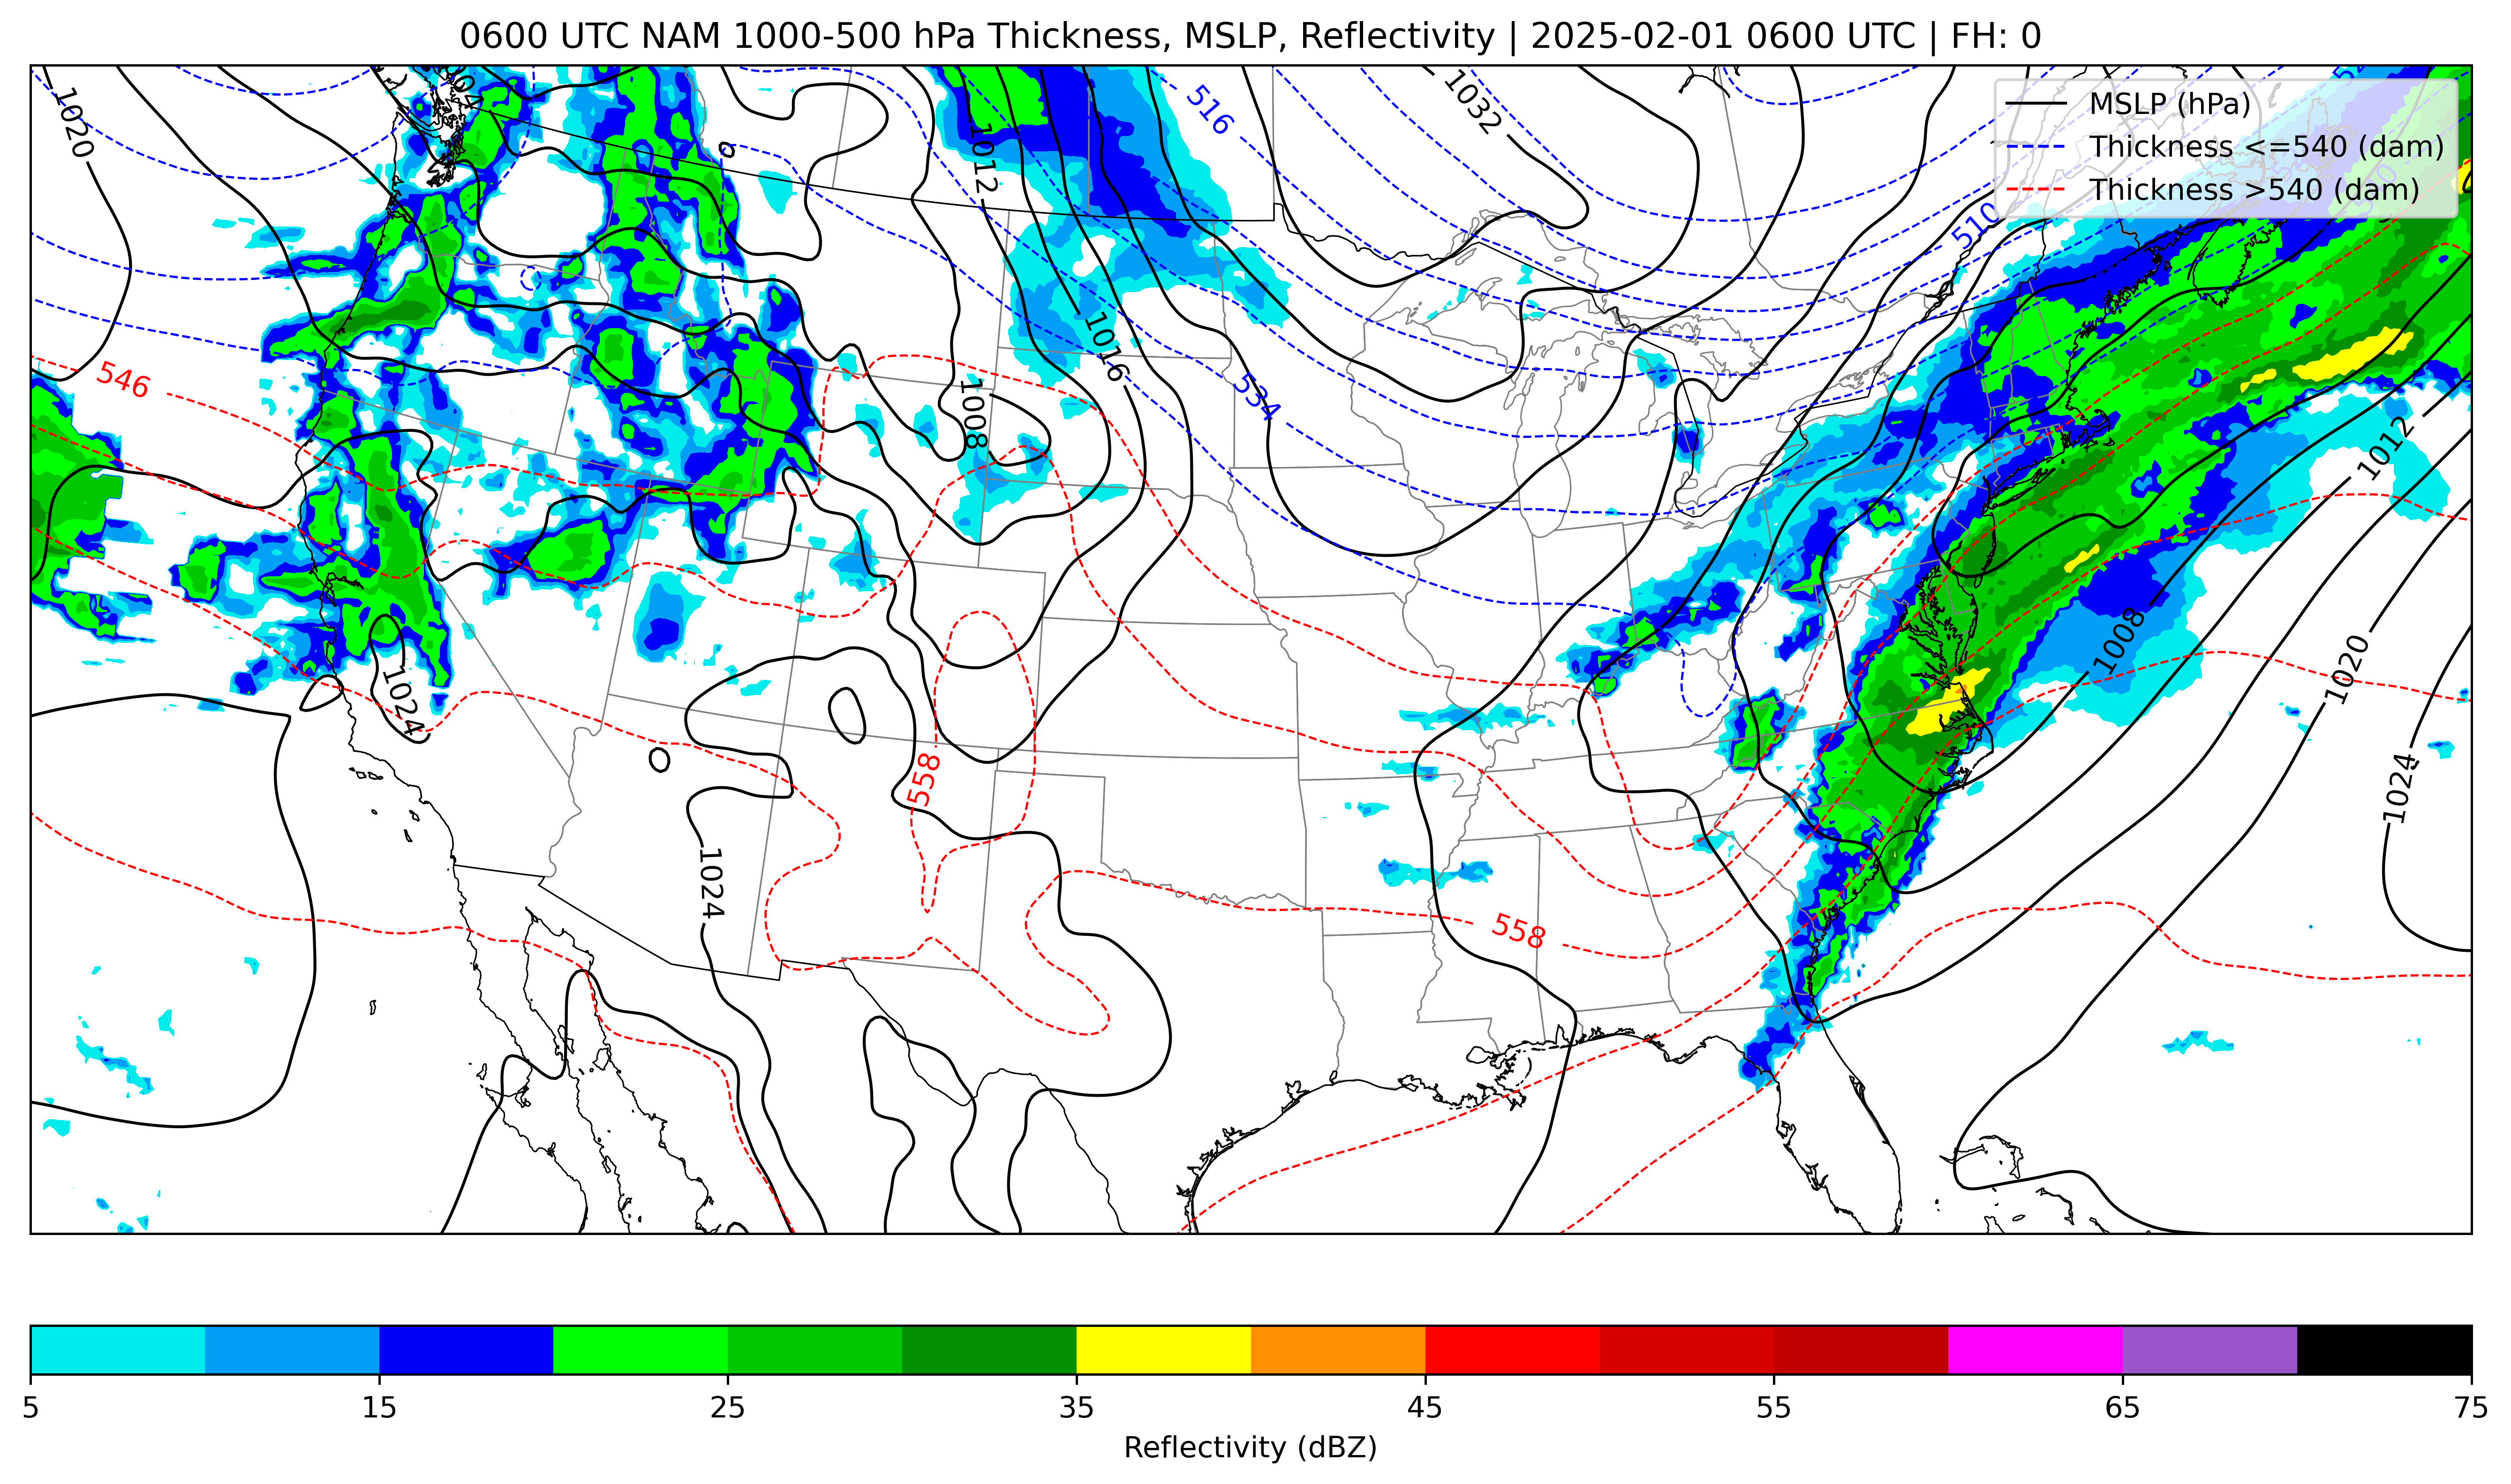 0600 UTC NAM 1000-500 hPa Thickness, MSLP, Reflectivity | 2025-02-01 0600 UTC | FH: 0
MSLP (hPa)
Thickness <=540 (dam)
Thickness >540 (dam)
1020
1012
516
1032
510
546
1016
1008
534
1012
1008
1020
1024
558
1024
1024
558
5 15 25 35 45 55 65 75
Reflectivity (dBZ)